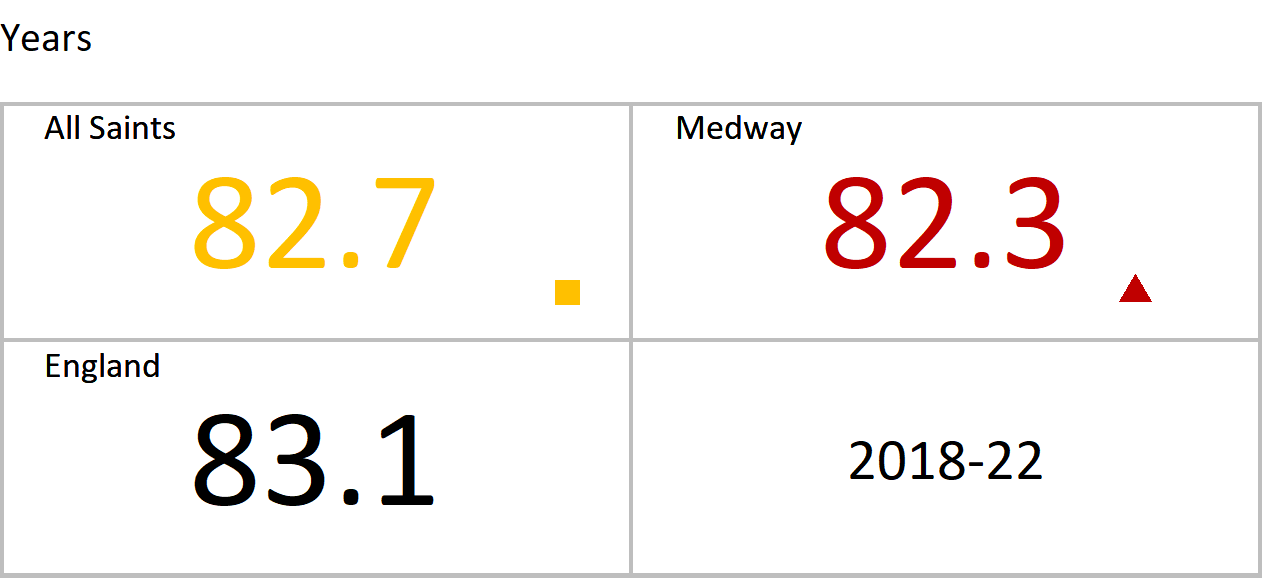 Years
All Saints
82.7
Medway
82.3
England
83.1
2018-22